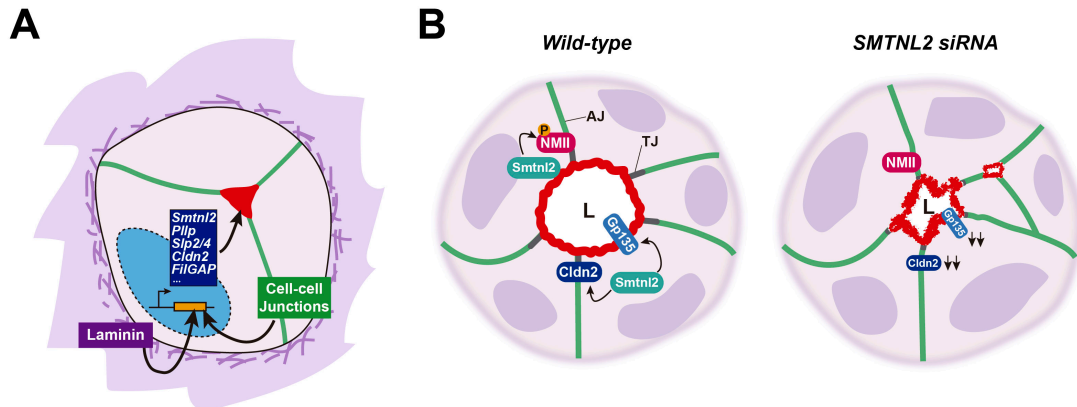 A
Smtnl2
Pllp
Slp2/4
Cldn2
FilGAP
...
Cell-cell
Junctions
Laminin
B
Wild-type
P
NMII
Smtnl2
AJ
TJ
L
Gp135
Cldn2
Smtnl2
SMTNL2 siRNA
NMII
L
Gp135
Cldn2